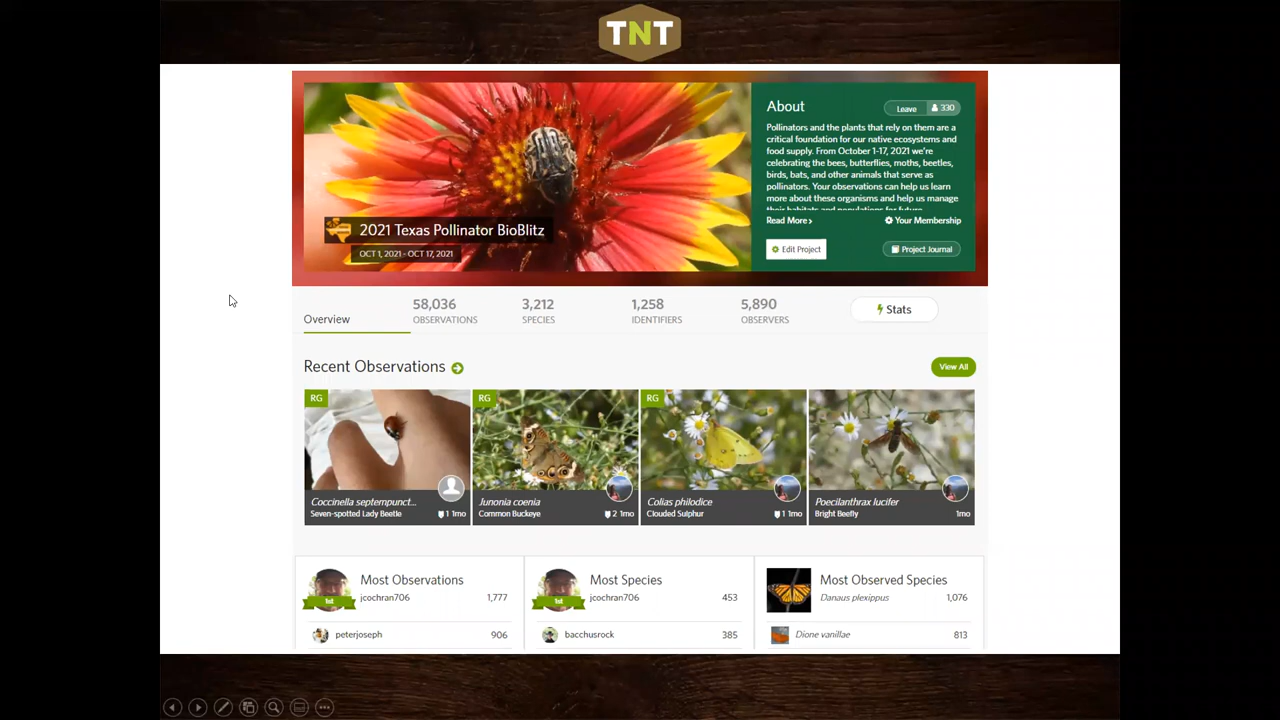 TNT
About
Leave
330
Pollinators and the plants that rely on them are a
critical foundation for our native ecosystems and
food supply. From October 1-17, 2021 we're
celebrating the bees, butterflies, moths, beetles,
birds, bats, and other animals that serve as
pollinators. Your observations can help us learn
more about these organisms and help us manage
their habitats and populations for future
Read More >
Your Membership
Edit Project
Project Journal
2021 Texas Pollinator BioBlitz
OCT 1, 2021 - OCT 17, 2021
Overview
58,036
OBSERVATIONS
3,212
SPECIES
1,258
IDENTIFIERS
5,890
OBSERVERS
Stats
Recent Observations
View All
RG
Coccinella septempunct...
Seven-spotted Lady Beetle
1 1mo
RG
Junonia coenia
Common Buckeye
2 1mo
RG
Colias philodice
Clouded Sulphur
1 1mo
Poecilanthrax lucifer
Bright Beefly
1mo
Most Observations
1st
jcochran706
1,777
peterjoseph
906
Most Species
1st
jcochran706
453
bacchusrock
385
Most Observed Species
Danaus plexippus
1,076
Dione vanillae
813